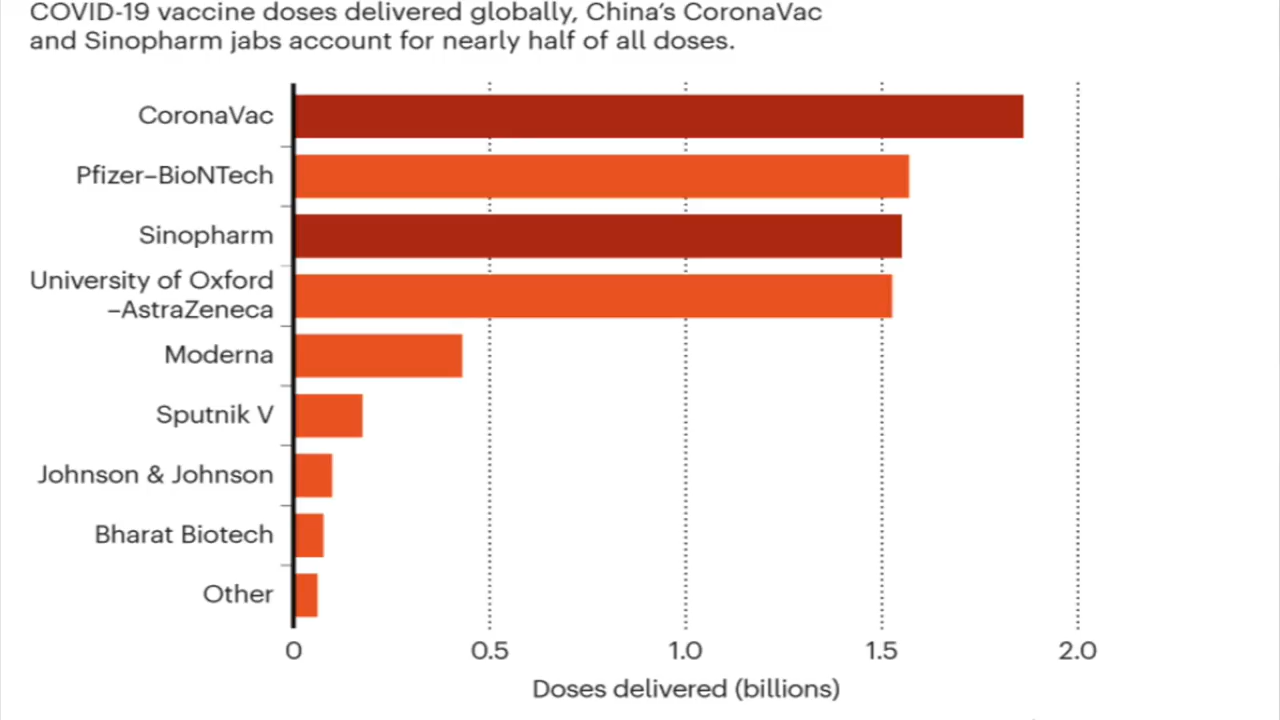 COVID-19 vaccine doses delivered globally, China’s CoronaVac
and Sinopharm jabs account for nearly half of all doses.
CoronaVac
Pfizer–BioNTech
Sinopharm
University of Oxford
–AstraZeneca
Moderna
Sputnik V
Johnson & Johnson
Bharat Biotech
Other
0 0.5 1.0 1.5 2.0
Doses delivered (billions)